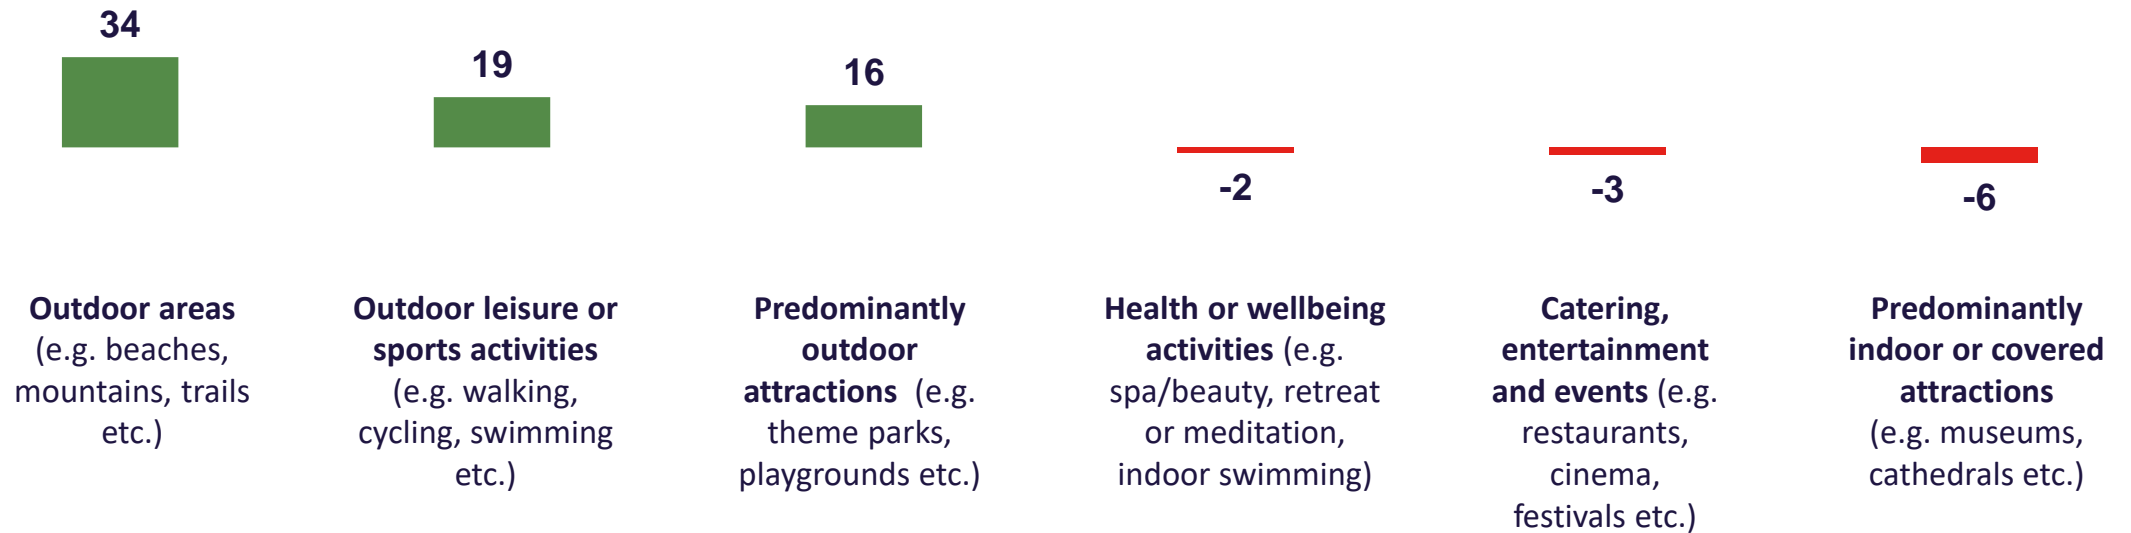 34
19
16
-2
-3
-6
Outdoor areas
(e.g. beaches,
mountains, trails
etc.)
Outdoor leisure or
sports activities
(e.g. walking,
cycling, swimming
etc.)
Predominantly
outdoor
attractions (e.g.
theme parks,
playgrounds etc.)
Health or wellbeing
activities (e.g.
spa/beauty, retreat
or meditation,
indoor swimming)
Catering,
entertainment
and events (e.g.
restaurants,
cinema,
festivals etc.)
Predominantly
indoor or covered
attractions
(e.g. museums,
cathedrals etc.)